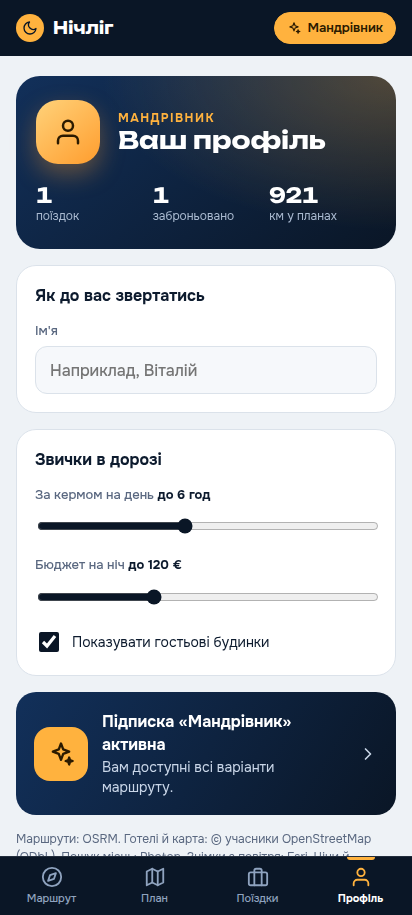 Нічліг
Мандрівник
МАНДРІВНИК
Ваш профіль
1
поїздок
1
заброньовано
921
км у планах
Як до вас звертатись
Ім'я
Наприклад, Віталій
Звички в дорозі
За кермом на день до 6 год
Бюджет на ніч до 120 €
Показувати гостьові будинки
Підписка «Мандрівник»
активна
Вам доступні всі варіанти
маршруту.
Маршрути: OSRM. Готелі й карта: © учасники OpenStreetMap
Маршрут
План
Поїздки
Профіль